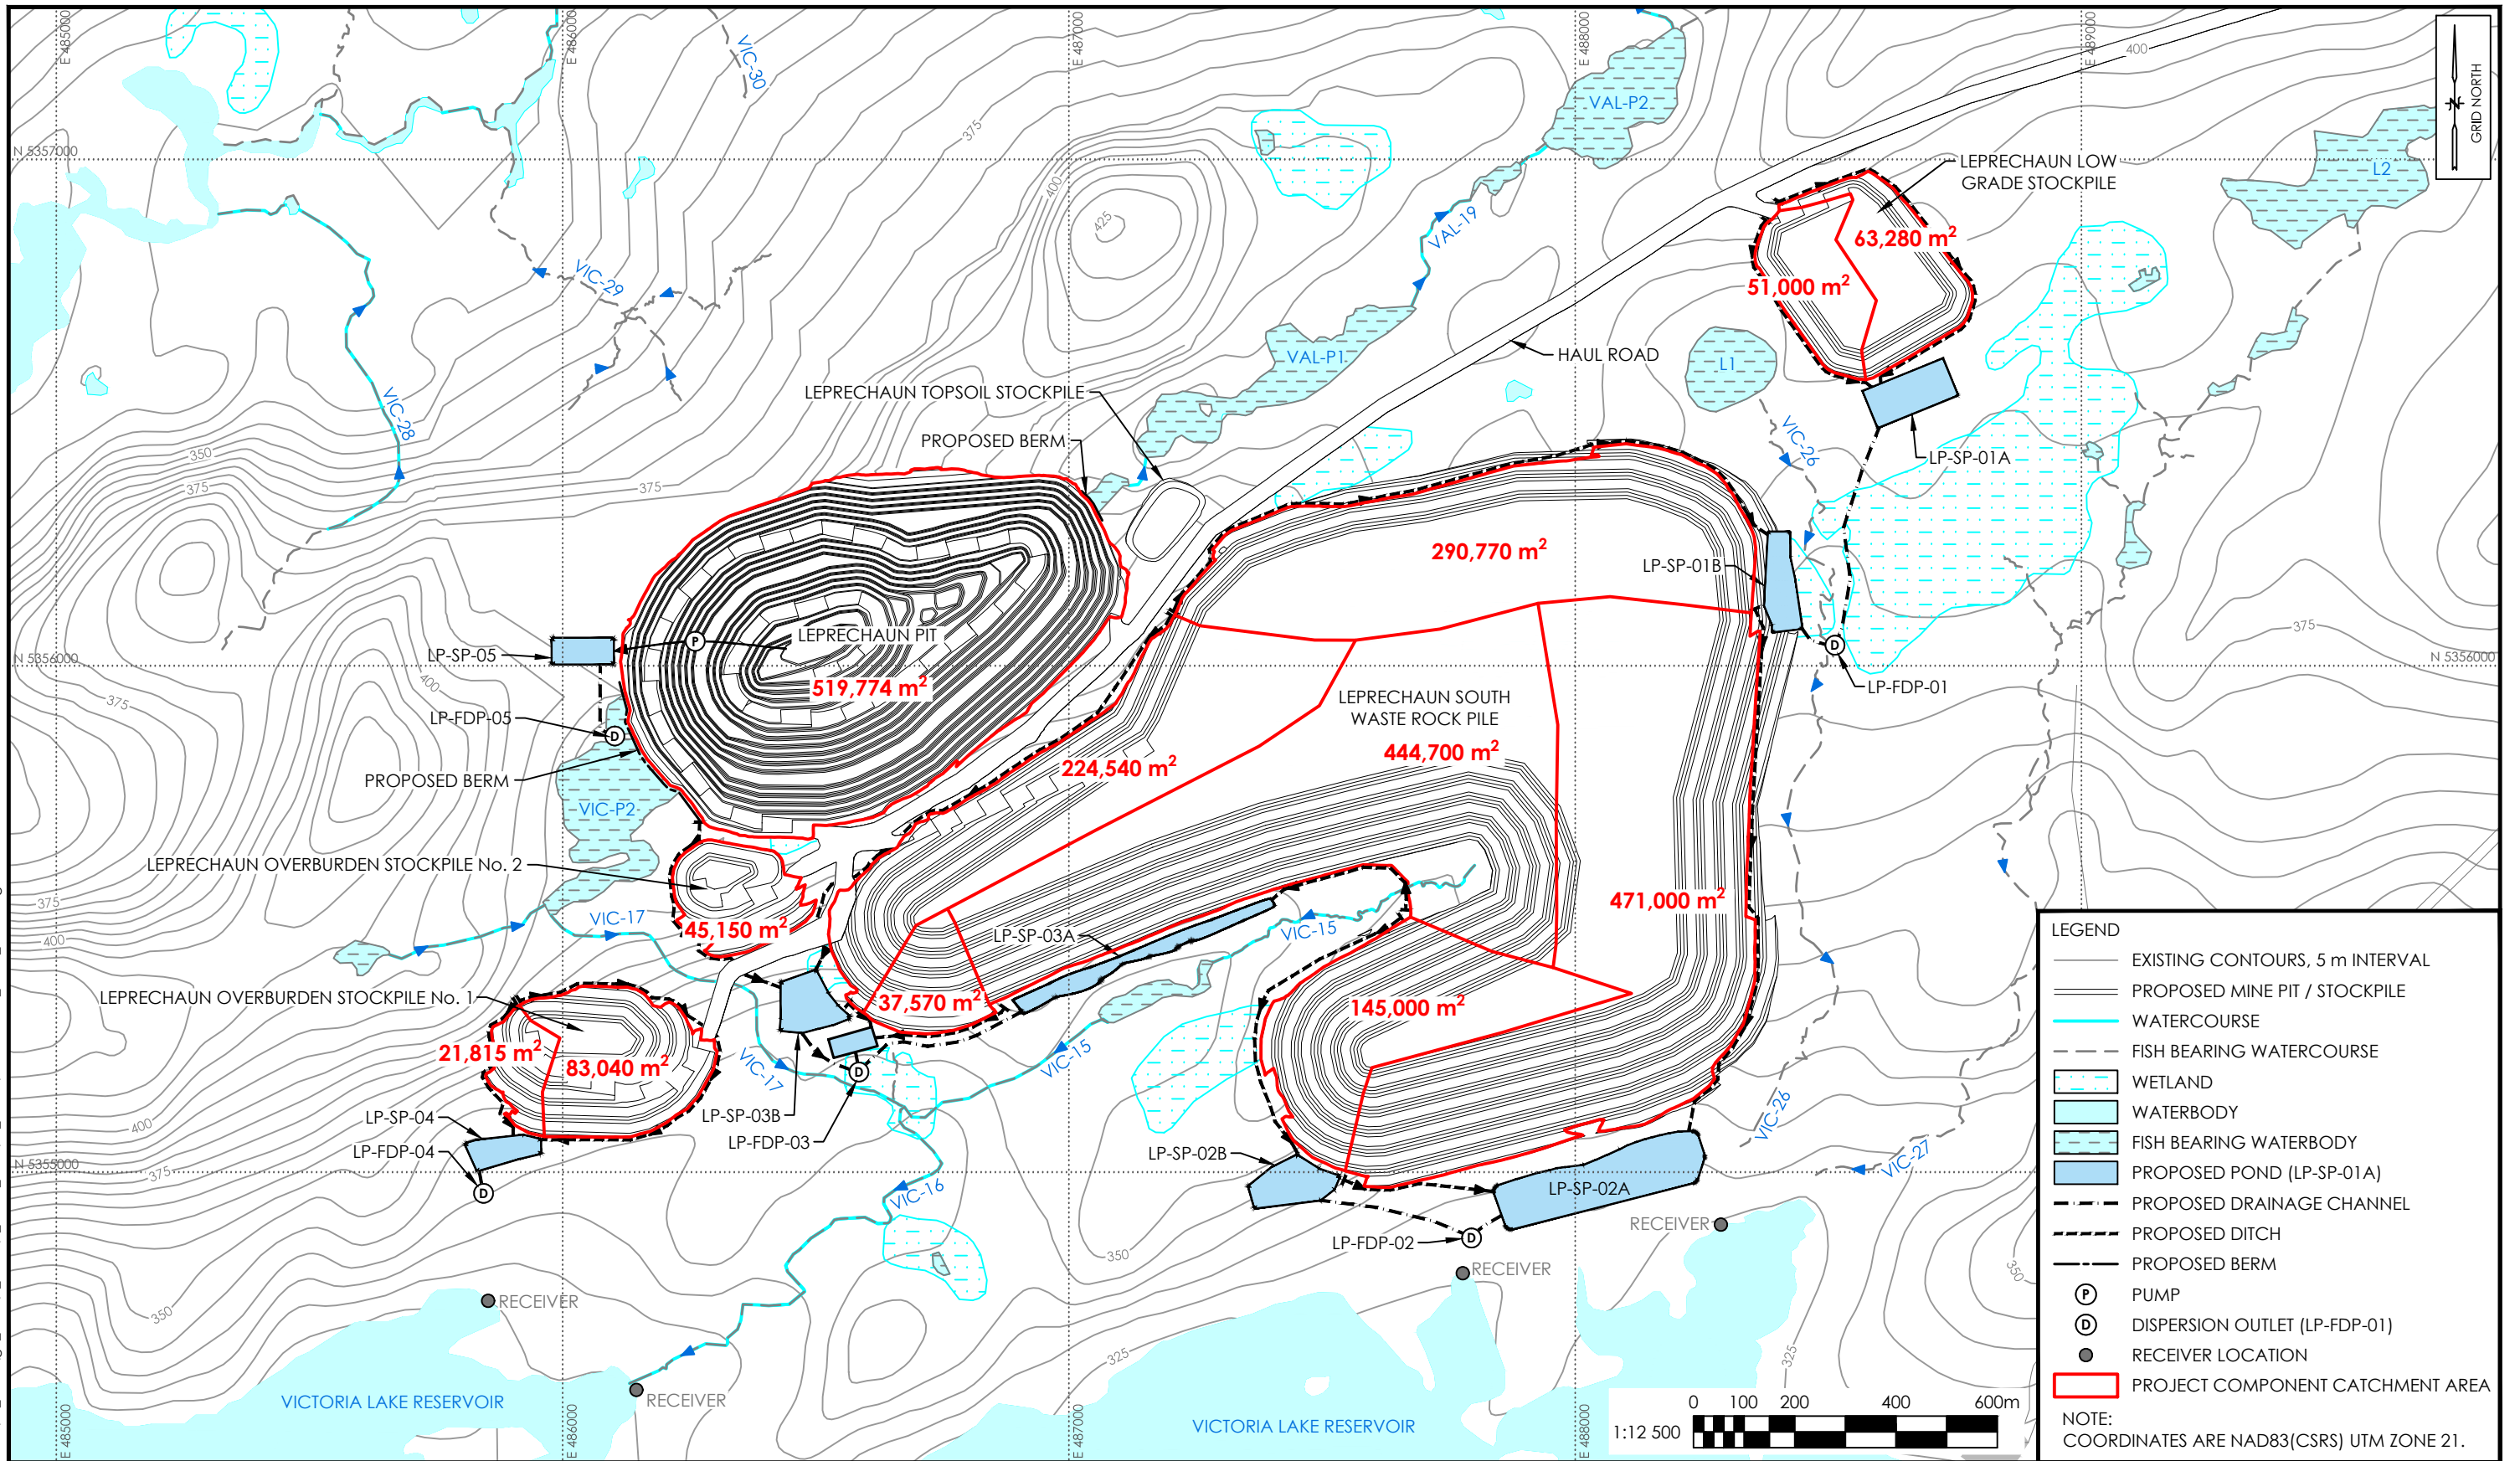 E 485000
E 486000
E 487000
E 488000
E 489000
GRID NORTH
N
400
VIC-30
VAL-P2
375
N 5357000
LEPRECHAUN LOW
GRADE STOCKPILE
L2
400
425
VAL-19
63,280 m²
VIC-29
51,000 m²
HAUL ROAD
VAL-P1
L1
LEPRECHAUN TOPSOIL STOCKPILE
VIC-28
PROPOSED BERM
VIC-26
350
LP-SP-01A
375
375
290,770 m²
LP-SP-01B
375
LEPRECHAUN PIT
P
LP-SP-05
D
N 5356000
N 5356000
519,774 m²
LP-FDP-01
400
375
LEPRECHAUN SOUTH
WASTE ROCK PILE
LP-FDP-05
D
444,700 m²
224,540 m²
PROPOSED BERM
VIC-P2
LEPRECHAUN OVERBURDEN STOCKPILE No. 2
375
471,000 m²
VIC-17
45,150 m²
LP-SP-03A
VIC-15
400
LEPRECHAUN OVERBURDEN STOCKPILE No. 1
37,570 m²
145,000 m²
21,815 m²
83,040 m²
VIC-17
VIC-15
D
LP-SP-04
LP-SP-03B
VIC-26
400
LP-FDP-03
LP-FDP-04
LP-SP-02B
N 5355000
375
VIC-27
D
VIC-16
LP-SP-02A
RECEIVER
LP-FDP-02
D
350
RECEIVER
350
RECEIVER
350
325
325
RECEIVER
VICTORIA LAKE RESERVOIR
VICTORIA LAKE RESERVOIR
E 485000
E 486000
E 487000
E 488000
0 100 200 400 600m
1:12 500
LEGEND
EXISTING CONTOURS, 5 m INTERVAL
PROPOSED MINE PIT / STOCKPILE
WATERCOURSE
FISH BEARING WATERCOURSE
WETLAND
WATERBODY
FISH BEARING WATERBODY
PROPOSED POND (LP-SP-01A)
PROPOSED DRAINAGE CHANNEL
PROPOSED DITCH
PROPOSED BERM
P PUMP
D DISPERSION OUTLET (LP-FDP-01)
RECEIVER LOCATION
PROJECT COMPONENT CATCHMENT AREA
NOTE:
COORDINATES ARE NAD83(CSRS) UTM ZONE 21.